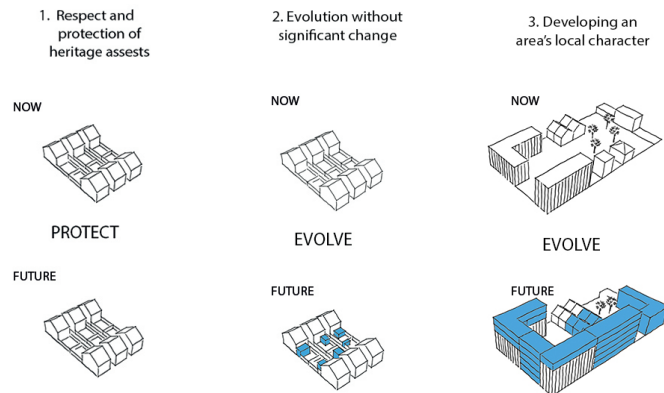 1. Respect and
protection of
heritage assests
NOW
PROTECT
FUTURE
2. Evolution without
significant change
NOW
EVOLVE
FUTURE
3. Developing an
area's local character
NOW
EVOLVE
FUTURE